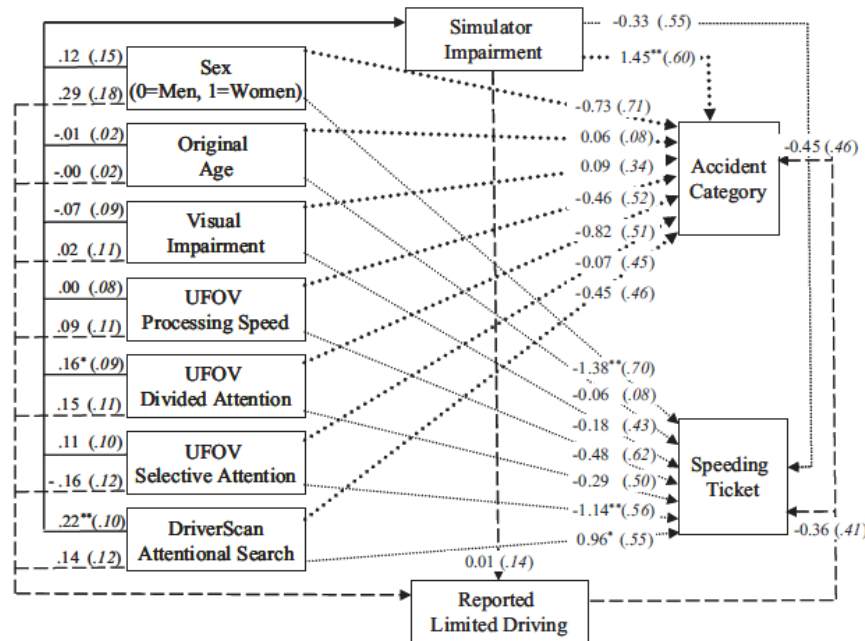 Simulator
Impairment
-0.33 (.55)
1.45**(.60)
.12 (.15)
.29 (.18)
Sex
(0=Men, 1=Women)
-0.73 (.71)
-.01 (.02)
-.00 (.02)
Original
Age
0.06 (.08)
-.07 (.09)
.02 (.11)
Visual
Impairment
0.09 (.34)
.00 (.08)
.09 (.11)
UFOV
Processing Speed
-0.46 (.52)
.16* (.09)
.15 (.11)
UFOV
Divided Attention
-0.82 (.51)
.11 (.10)
-.16 (.12)
UFOV
Selective Attention
-0.07 (.45)
.22**(.10)
.14 (.12)
DriverScan
Attentional Search
-0.45 (.46)
Accident
Category
-0.45 (.46)
-1.38**(.70)
-0.06 (.08)
-0.18 (.43)
-0.48 (.62)
-0.29 (.50)
-1.14**(.56)
0.96* (.55)
Speeding
Ticket
-0.36 (.41)
0.01 (.14)
Reported
Limited Driving